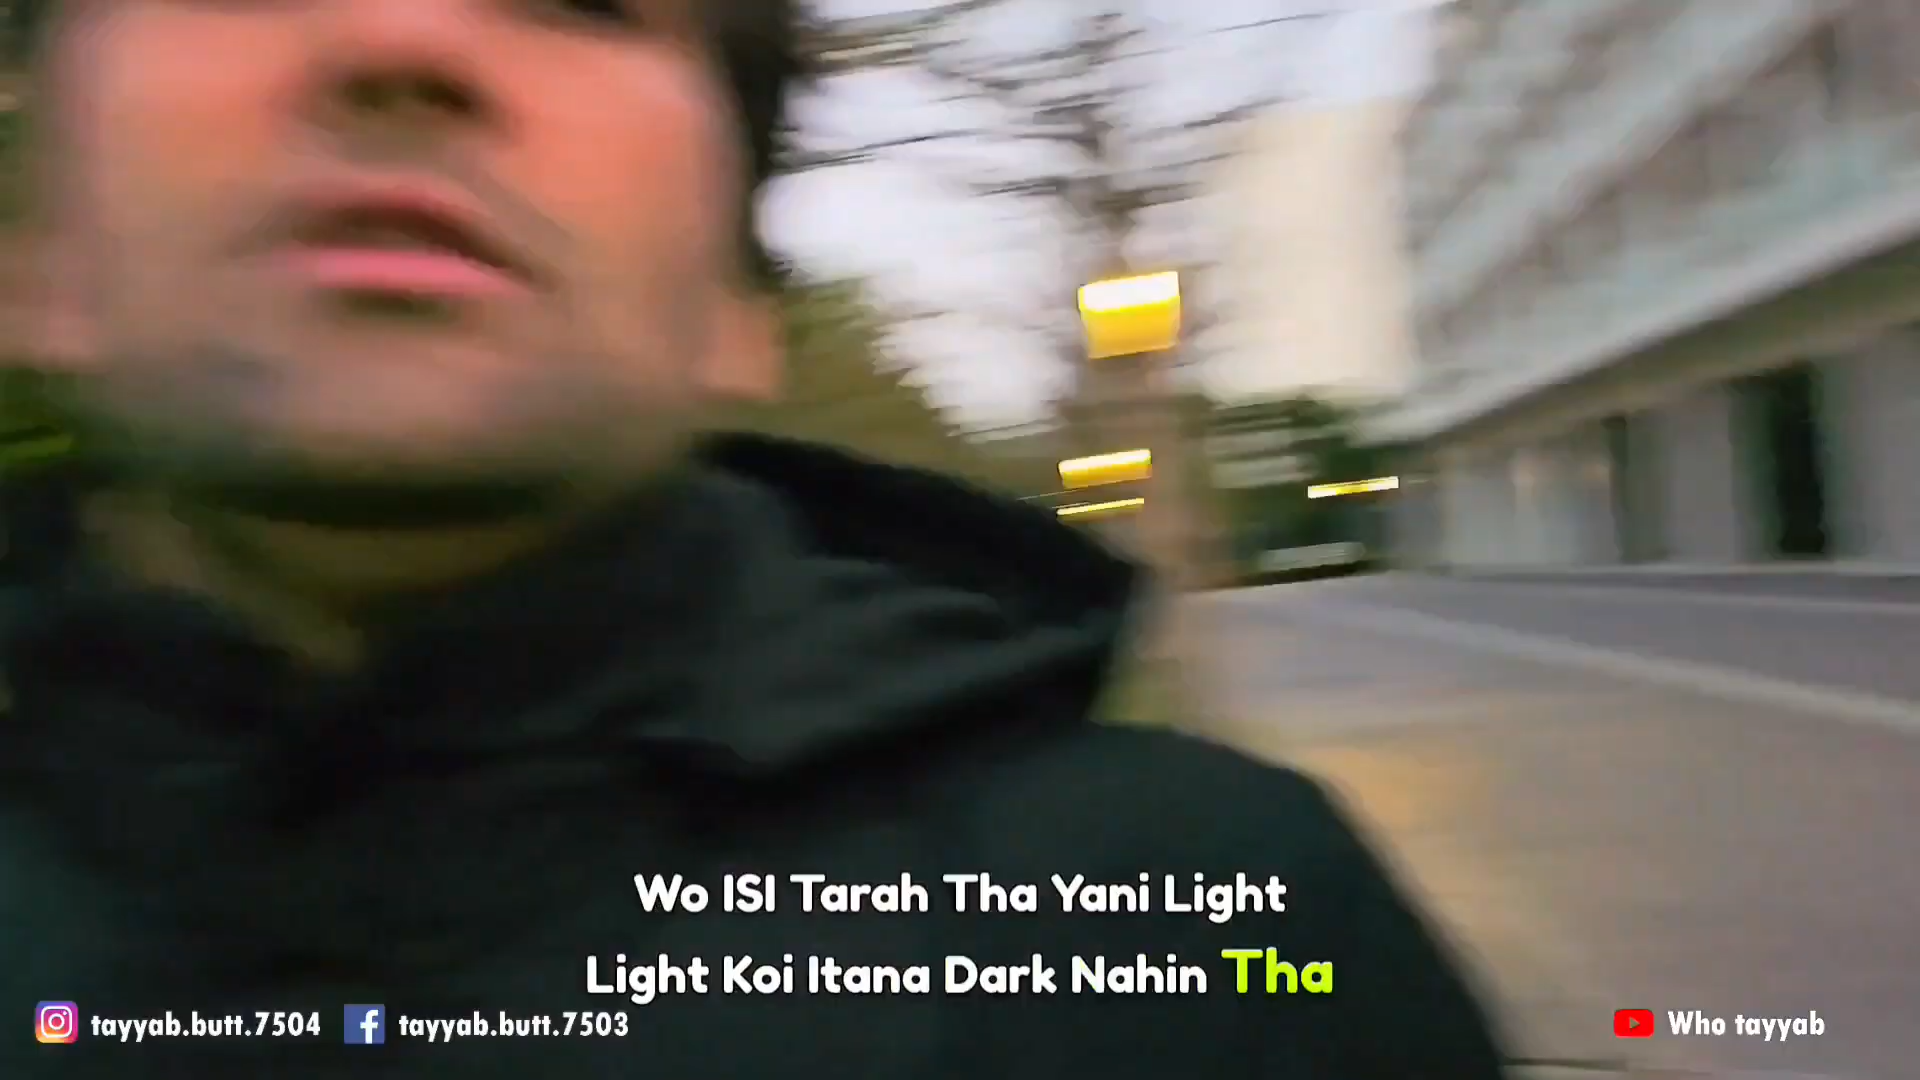 Wo ISI Tarah Tha Yani Light
Light Koi Itana Dark Nahin Tha
tayyab.butt.7504 tayyab.butt.7503 Who tayyab